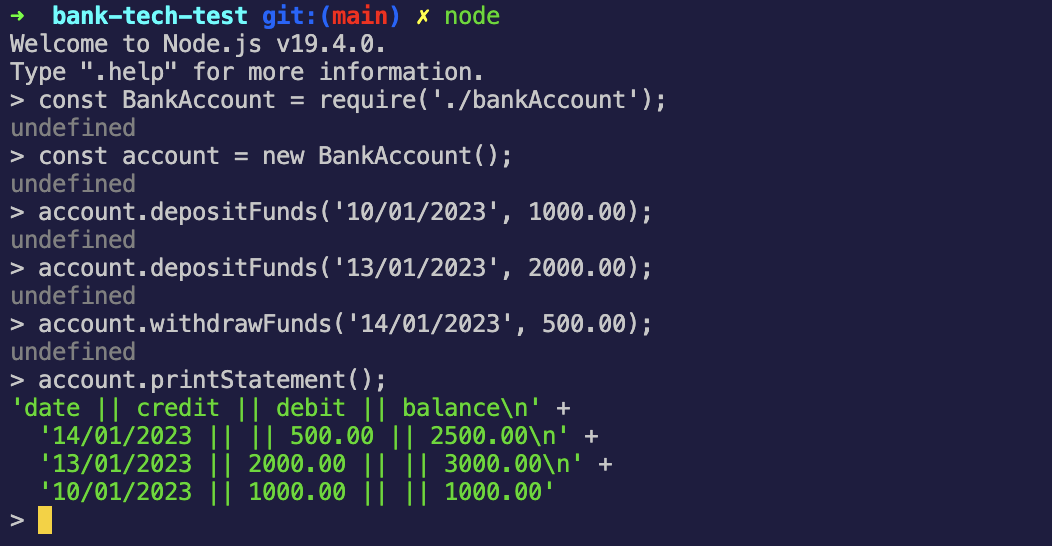 ➜  bank-tech-test git:(main) ✗ node
Welcome to Node.js v19.4.0.
Type ".help" for more information.
> const BankAccount = require('./bankAccount');
undefined
> const account = new BankAccount();
undefined
> account.depositFunds('10/01/2023', 1000.00);
undefined
> account.depositFunds('13/01/2023', 2000.00);
undefined
> account.withdrawFunds('14/01/2023', 500.00);
undefined
> account.printStatement();
'date || credit || debit || balance\n' +
  '14/01/2023 || || 500.00 || 2500.00\n' +
  '13/01/2023 || 2000.00 || || 3000.00\n' +
  '10/01/2023 || 1000.00 || || 1000.00'
>